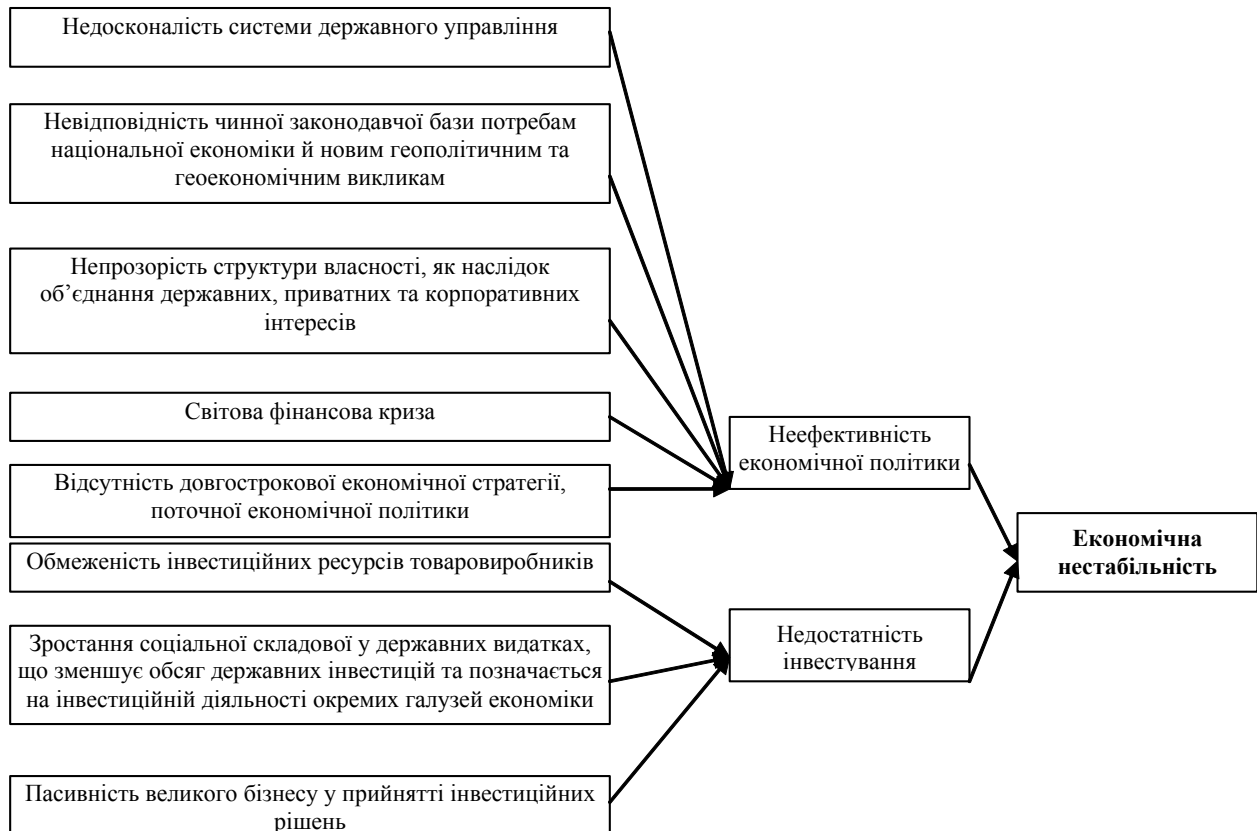 Недосконалість системи державного управління
Невідповідність чинної законодавчої бази потребам
національної економіки й новим геополітичним та
геоекономічним викликам
Непрозорість структури власності, як наслідок
об’єднання державних, приватних та корпоративних
інтересів
Світова фінансова криза
Відсутність довгострокової економічної стратегії,
поточної економічної політики
Обмеженість інвестиційних ресурсів товаровиробників
Зростання соціальної складової у державних видатках,
що зменшує обсяг державних інвестицій та позначається
на інвестиційній діяльності окремих галузей економіки
Пасивність великого бізнесу у прийнятті інвестиційних
рішень
Неефективність
економічної політики
Недостатність
інвестування
Економічна
нестабільність